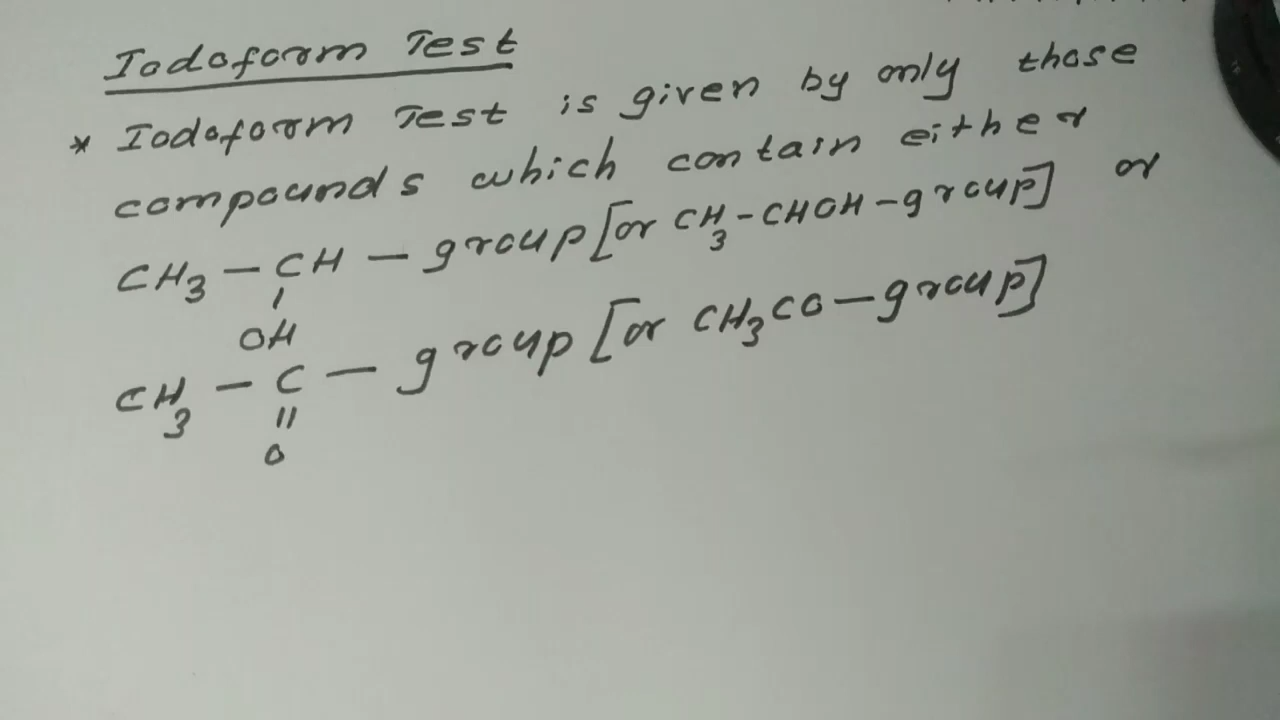 Iodoform Test
* Iodoform Test is given by only those
compounds which contain either
CH₃ – CH – group [or CH₃-CHOH-group] or
OH
CH₃ – C – group [or CH₃CO-group]
||
O